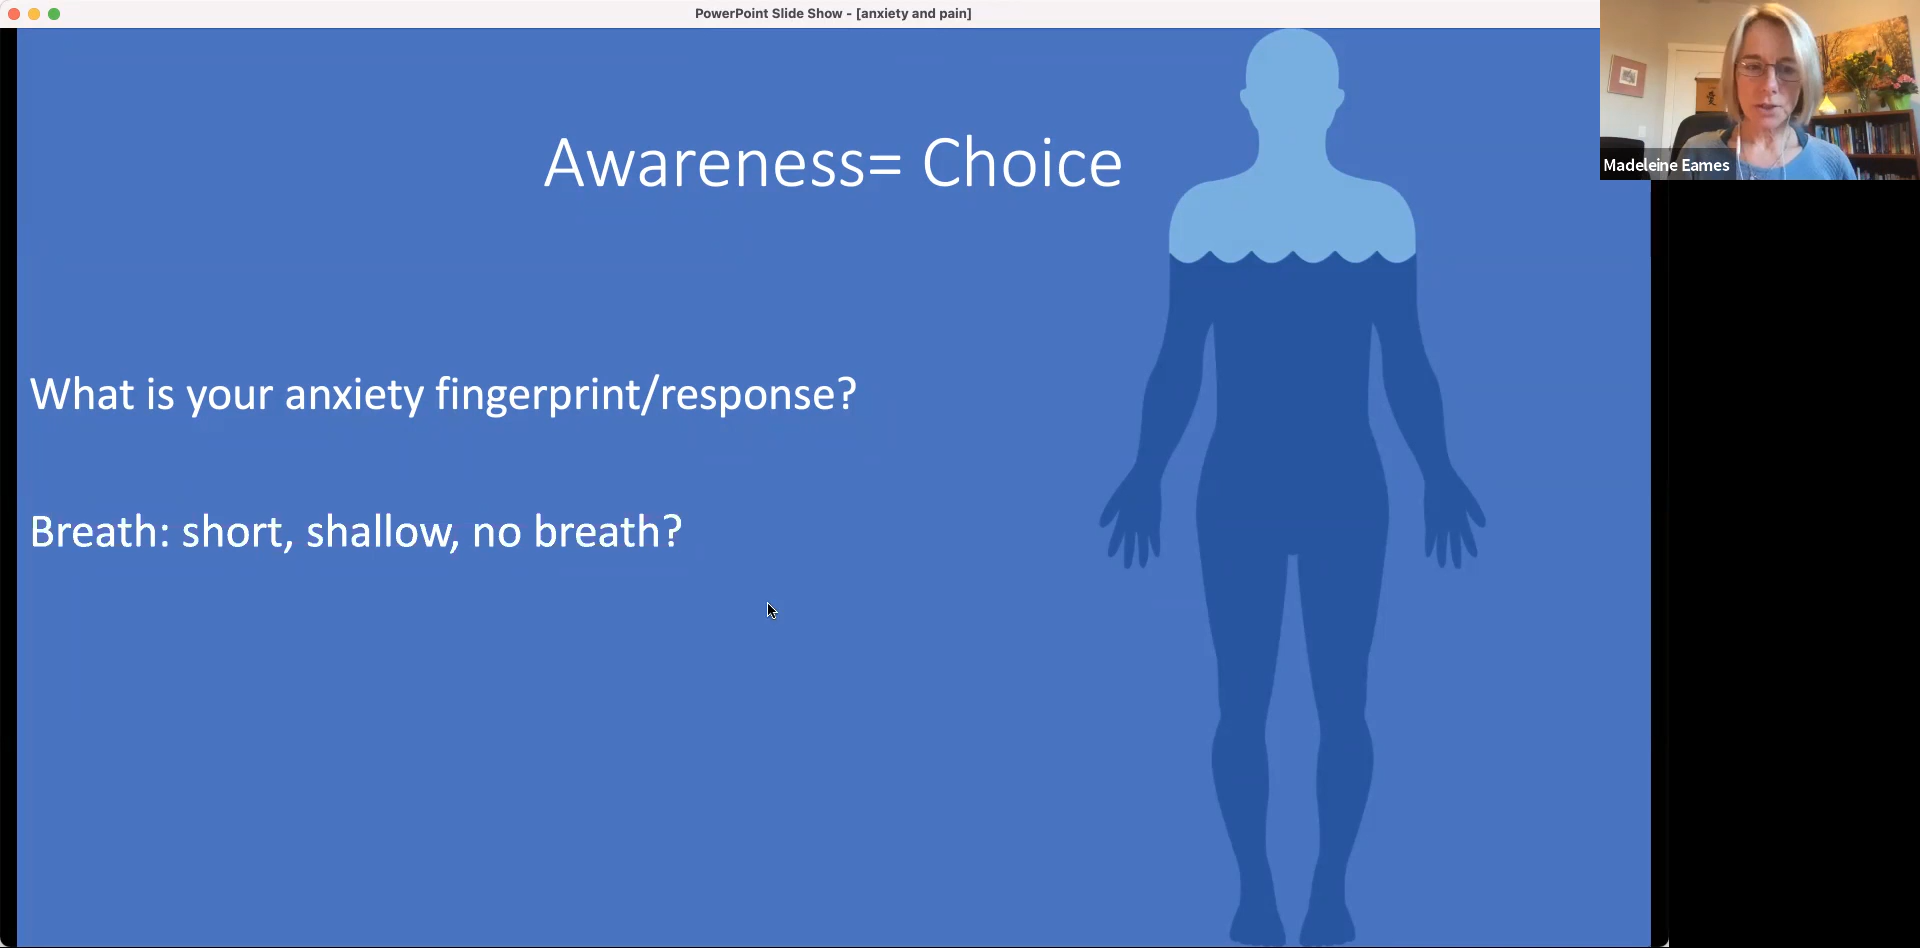 PowerPoint Slide Show - [anxiety and pain]
Awareness= Choice
What is your anxiety fingerprint/response?
Breath: short, shallow, no breath?
Madeleine Eames